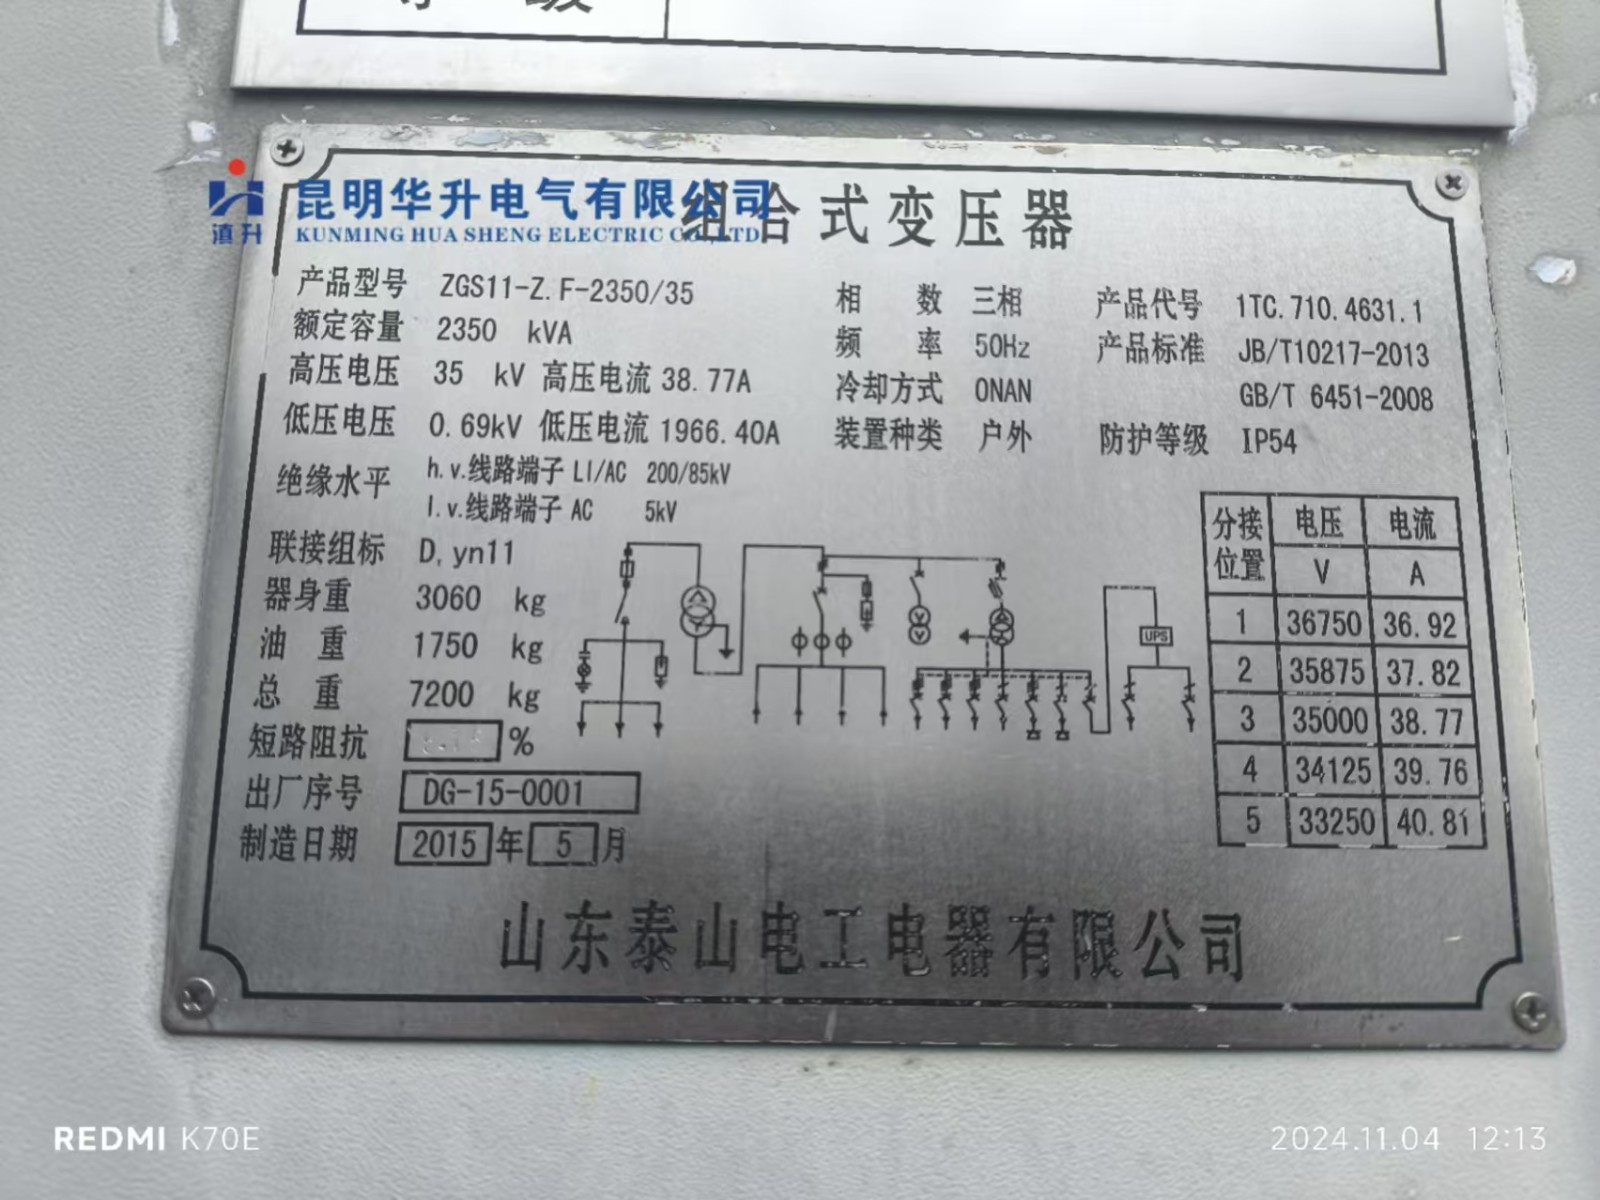 昆明华升电气有限公司
滇升 KUNMING HUA SHENG ELECTRIC CO.,LTD
组合式变压器
产品型号 ZGS11-Z.F-2350/35 相数 三相 产品代号 1TC.710.4631.1
额定容量 2350 kVA 频率 50Hz 产品标准 JB/T10217-2013
高压电压 35 kV 高压电流 38.77A 冷却方式 ONAN GB/T 6451-2008
低压电压 0.69kV 低压电流 1966.40A 装置种类 户外 防护等级 IP54
绝缘水平 h.v.线路端子 LI/AC 200/85kV
l.v.线路端子 AC 5kV
联接组标 D,yn11
器身重 3060 kg
油重 1750 kg
总重 7200 kg
短路阻抗 %
出厂序号 DG-15-0001
制造日期 2015年5月
UPS
分接位置 电压 电流
V A
1 36750 36.92
2 35875 37.82
3 35000 38.77
4 34125 39.76
5 33250 40.81
山东泰山电工电器有限公司
REDMI K70E 2024.11.04 12:13